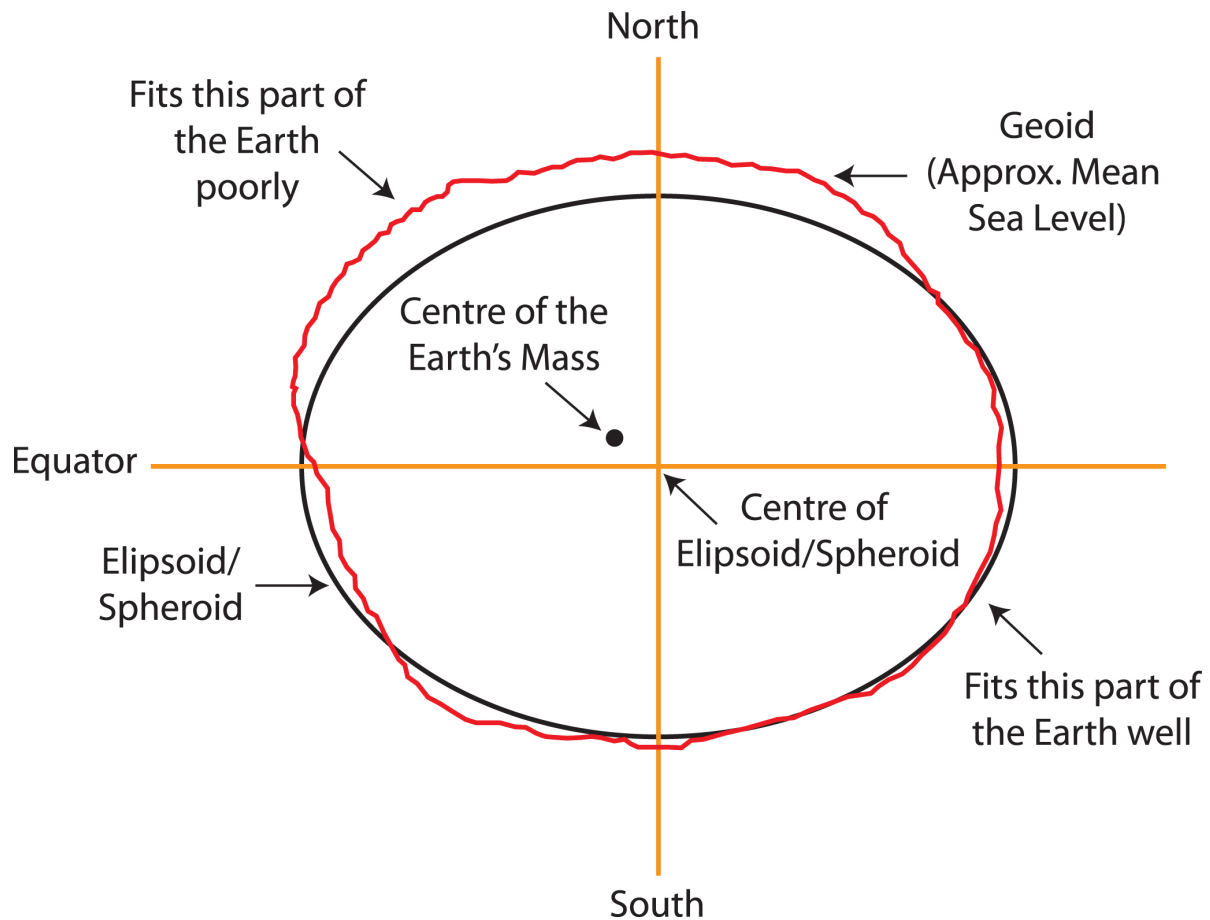 North
Fits this part of
the Earth
poorly
Geoid
(Approx. Mean
Sea Level)
Centre of the
Earth’s Mass
Equator
Centre of
Elipsoid/Spheroid
Elipsoid/
Spheroid
Fits this part of
the Earth well
South